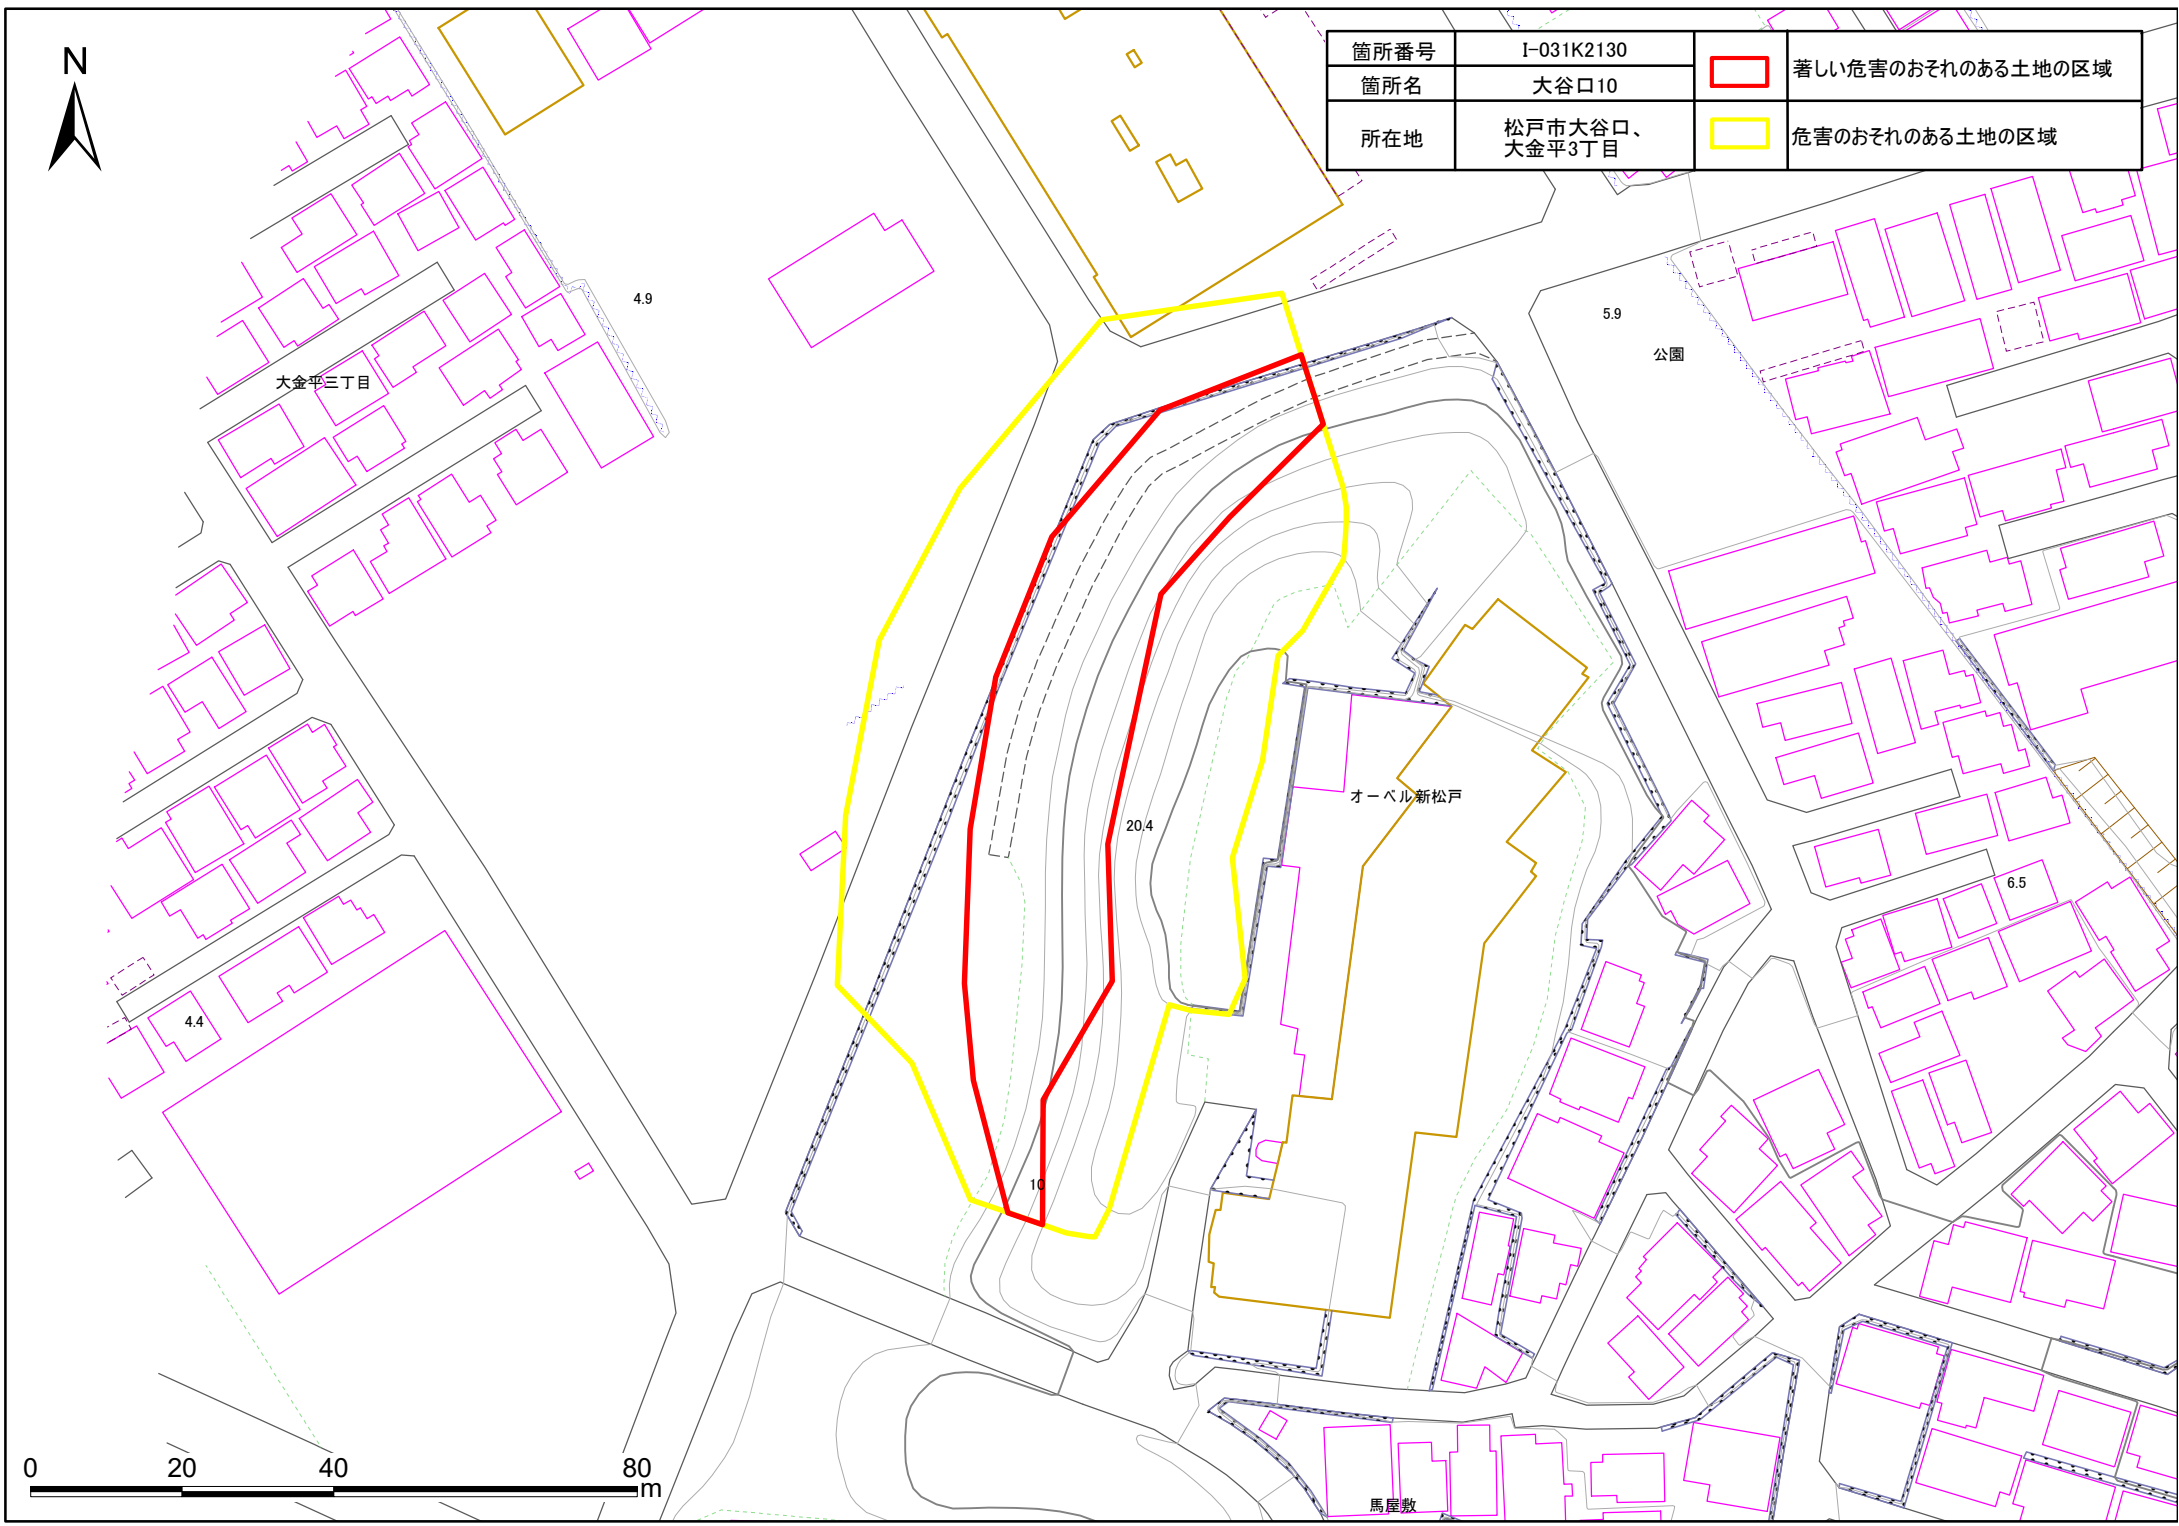 N
箇所番号
I-031K2130
著しい危害のおそれのある土地の区域
箇所名
大谷口10
所在地
松戸市大谷口、
大金平3丁目
危害のおそれのある土地の区域
4.9
5.9
公園
大金平三丁目
オーベル新松戸
20.4
6.5
4.4
10
0
20
40
80
m
馬屋敷